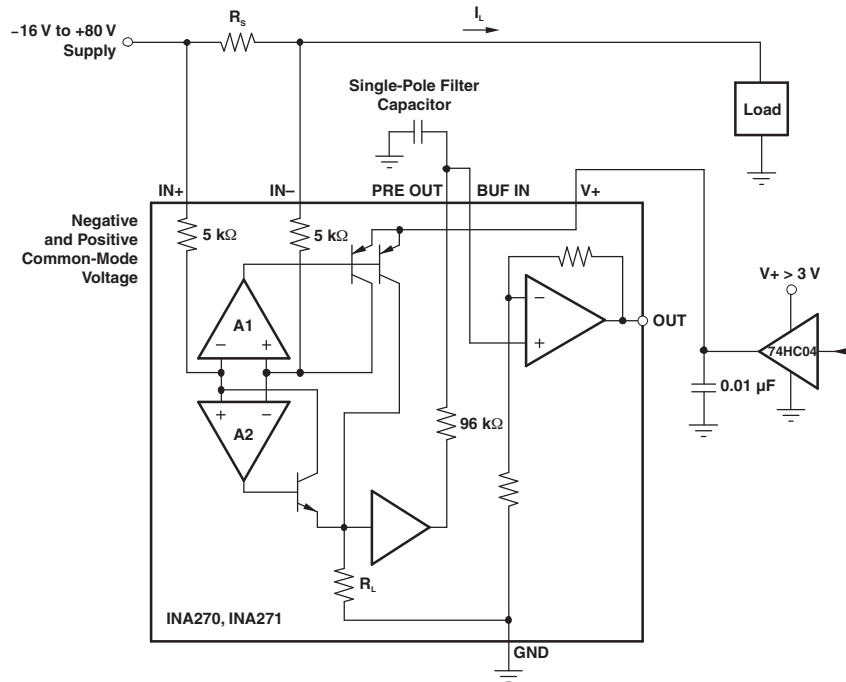 R_S
I_L
−16 V to +80 V
Supply
Single-Pole Filter
Capacitor
Load
IN+
IN−
PRE OUT
BUF IN
V+
Negative
and Positive
Common-Mode
Voltage
5 kΩ
5 kΩ
V+ > 3 V
A1
−
+
−
+
OUT
74HC04
0.01 µF
+
−
A2
96 kΩ
R_L
INA270, INA271
GND